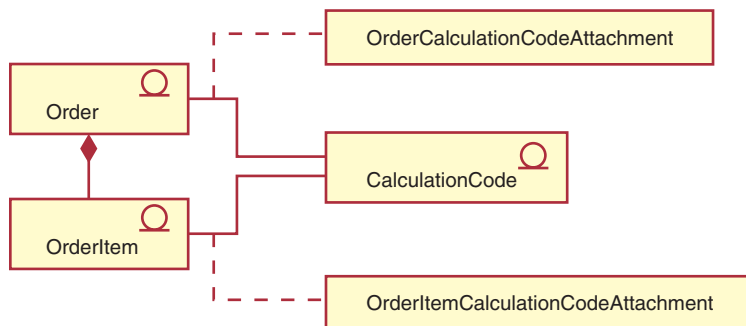 OrderCalculationCodeAttachment
Order
CalculationCode
OrderItem
OrderItemCalculationCodeAttachment